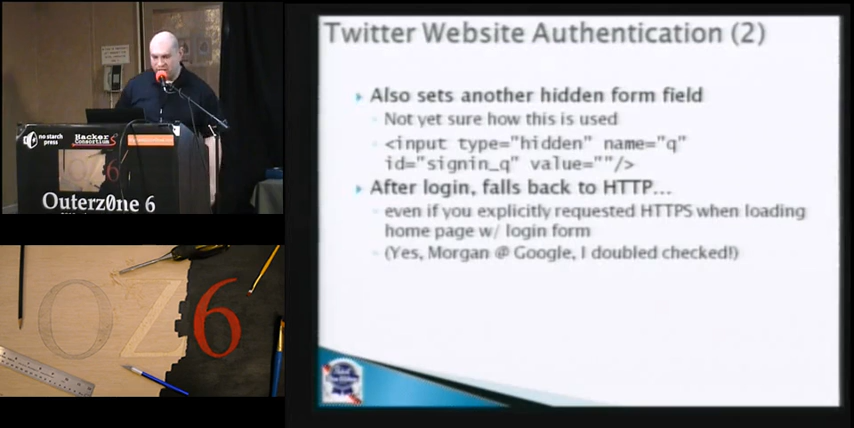 Twitter Website Authentication (2)
Also sets another hidden form field
Not yet sure how this is used
<input type="hidden" name="q"
id="signin_q" value=""/>
After login, falls back to HTTP...
even if you explicitly requested HTTPS when loading
home page w/ login form
(Yes, Morgan @ Google, I doubled checked!)
no starch
press
Hacker
Consortium
Outerz0ne 6
OZ6